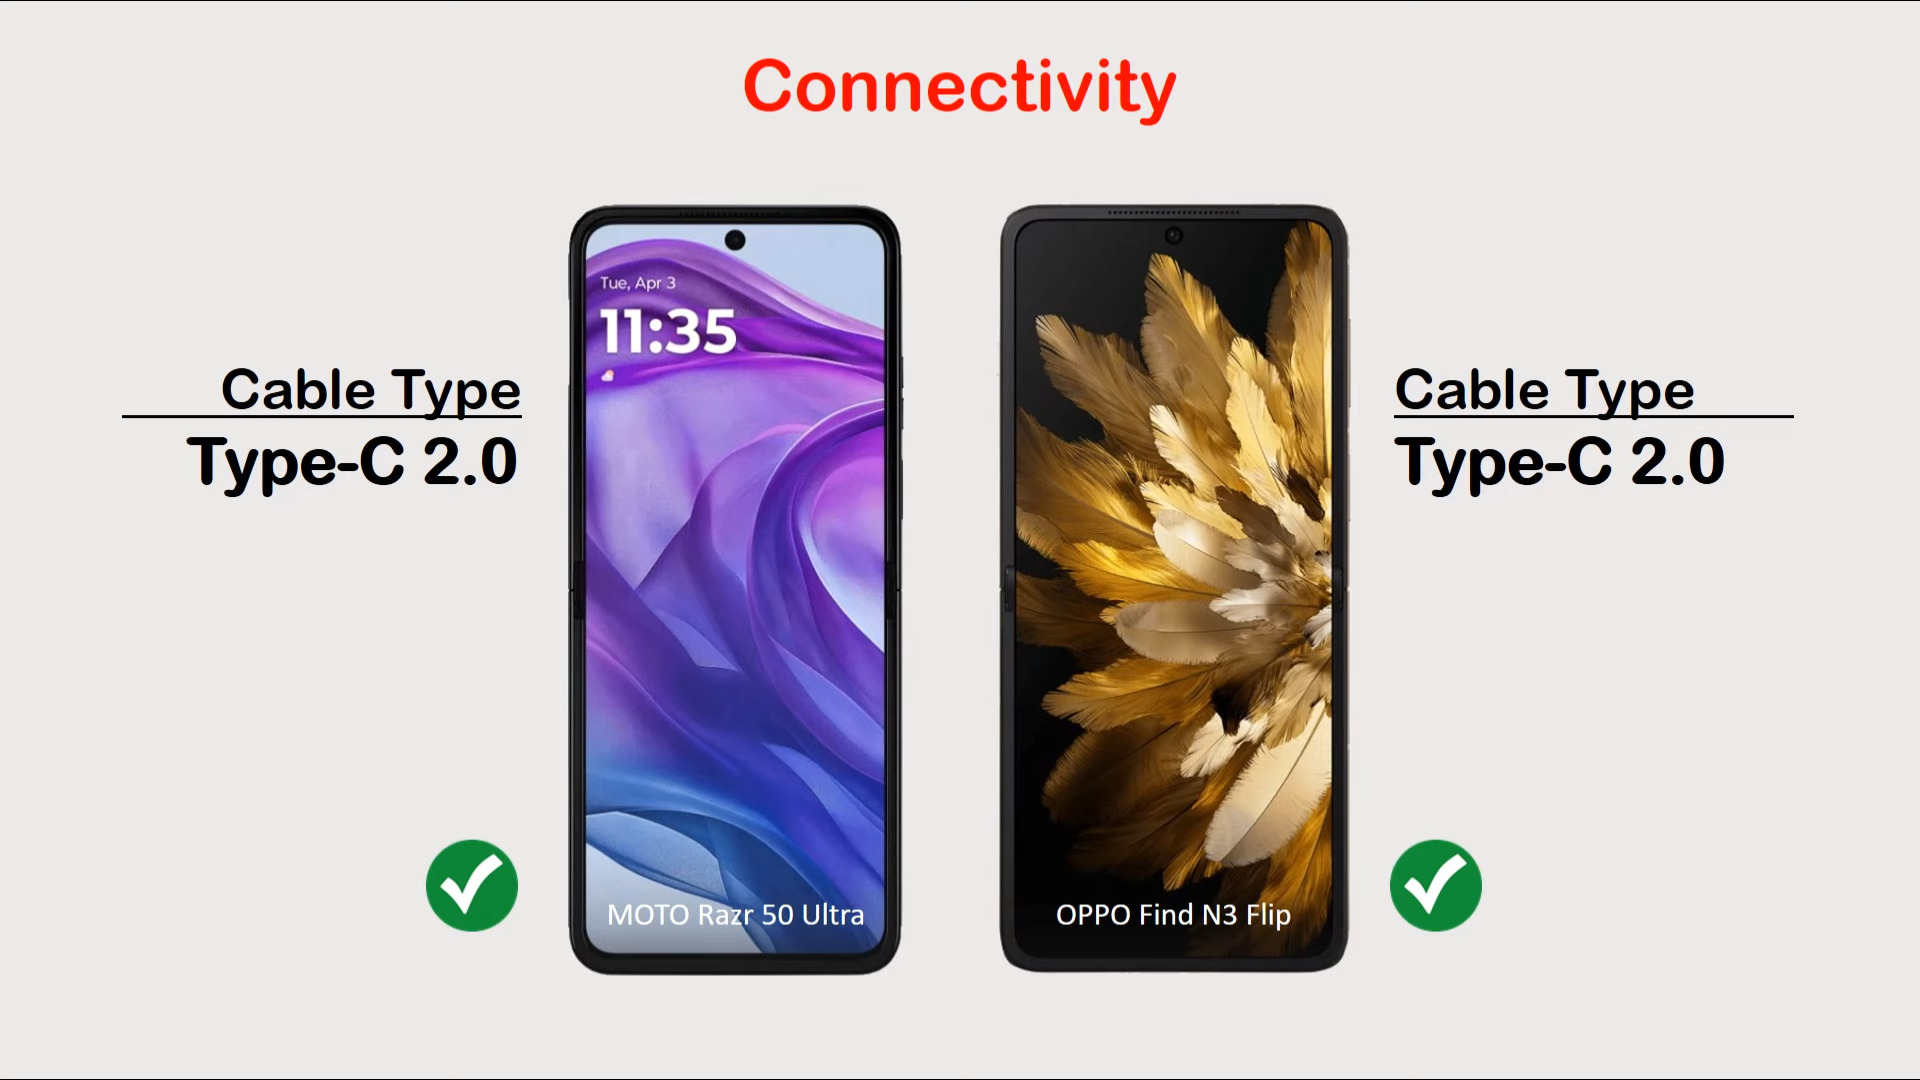 Connectivity
Tue, Apr 3
11:35
Cable Type
Type-C 2.0
Cable Type
Type-C 2.0
MOTO Razr 50 Ultra
OPPO Find N3 Flip